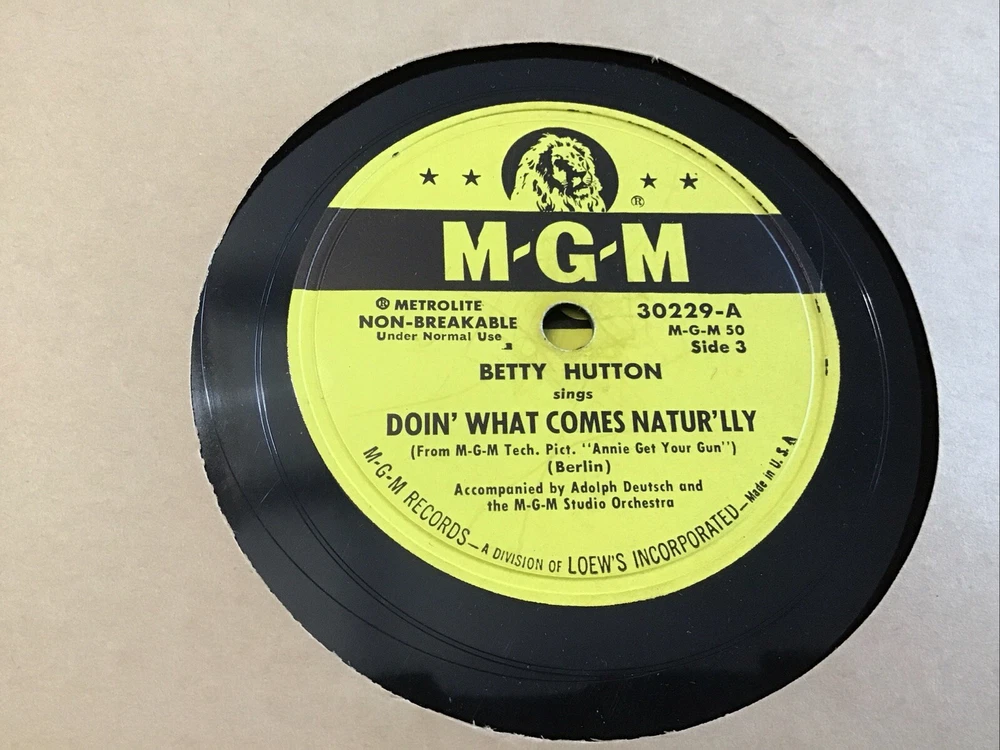 ®
M-G-M
® METROLITE
NON-BREAKABLE
Under Normal Use
30229-A
M-G-M 50
Side 3
BETTY HUTTON
sings
DOIN' WHAT COMES NATUR'LLY
(From M-G-M Tech. Pict. "Annie Get Your Gun")
(Berlin)
Accompanied by Adolph Deutsch and
the M-G-M Studio Orchestra
M-G-M RECORDS—A DIVISION OF LOEW'S INCORPORATED—Made in U. S. A